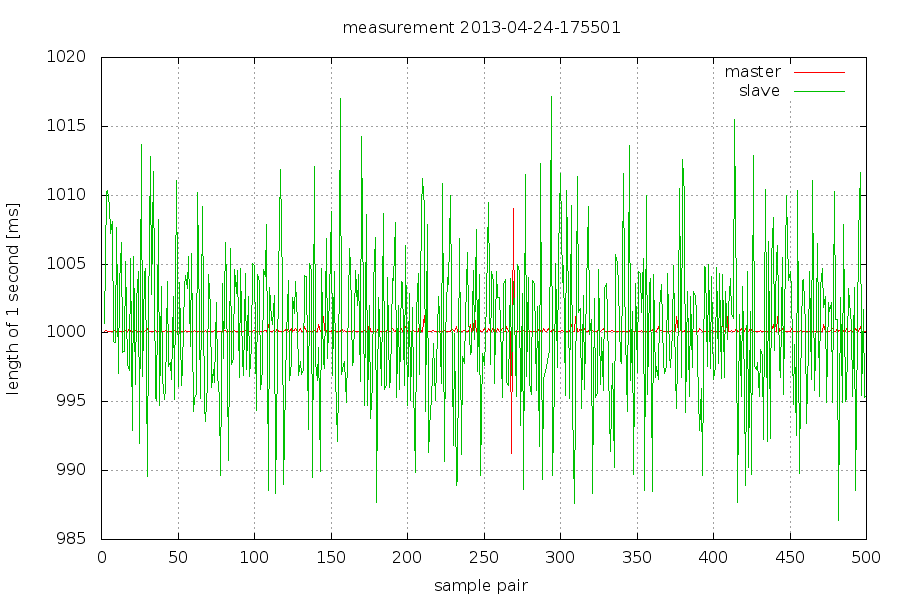 measurement 2013-04-24-175501
length of 1 second [ms]
1020
1015
1010
1005
1000
995
990
985
master
slave
0 50 100 150 200 250 300 350 400 450 500
sample pair